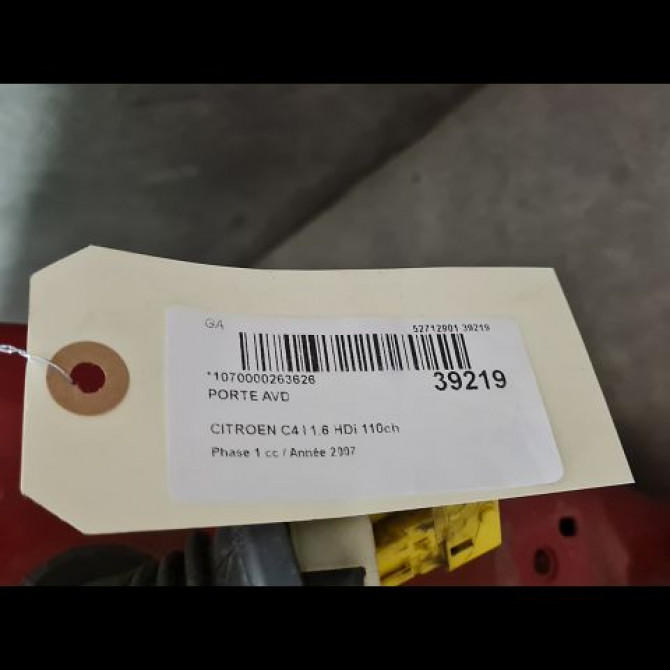 GA
52712901 39219
*1070000263626
39219
PORTE AVD
CITROEN C4 I 1.6 HDi 110ch
Phase 1 cc / Année 2007